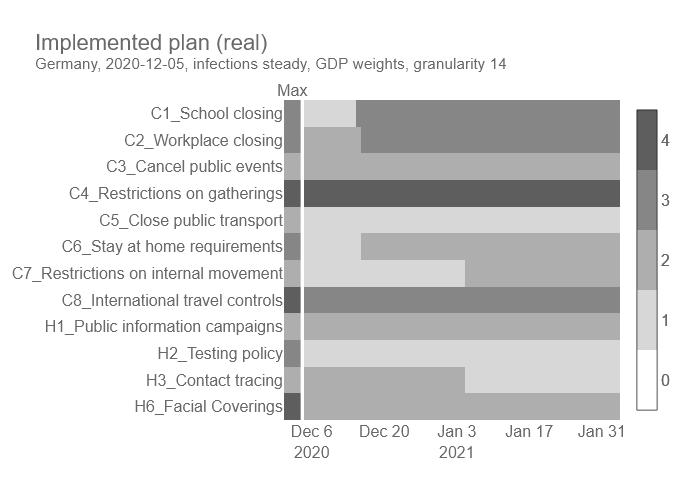 Implemented plan (real)
Germany, 2020-12-05, infections steady, GDP weights, granularity 14
Max
C1_School closing
C2_Workplace closing
C3_Cancel public events
C4_Restrictions on gatherings
C5_Close public transport
C6_Stay at home requirements
C7_Restrictions on internal movement
C8_International travel controls
H1_Public information campaigns
H2_Testing policy
H3_Contact tracing
H6_Facial Coverings
Dec 6 Dec 20 Jan 3 Jan 17 Jan 31
2020 2021
4
3
2
1
0